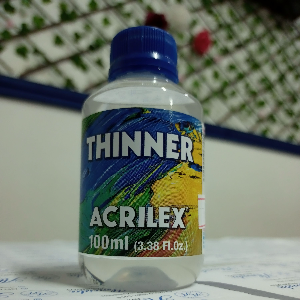 THINNER
ACRILEX
100ml (3.38 Fl.Oz.)